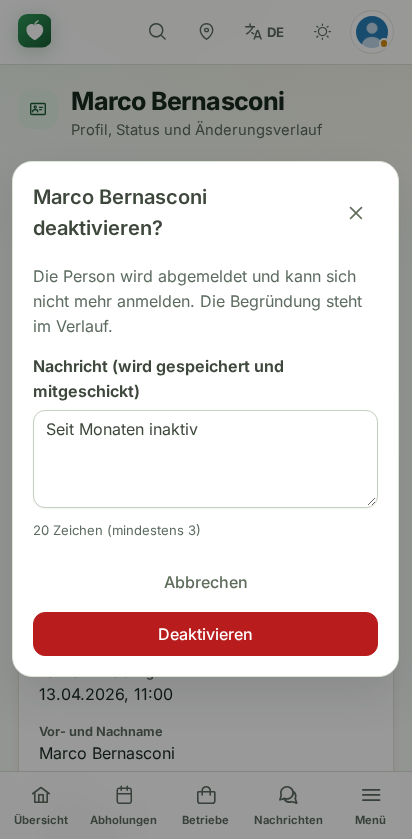 DE
Marco Bernasconi
Profil, Status und Änderungsverlauf
Marco Bernasconi
deaktivieren?
Die Person wird abgemeldet und kann sich
nicht mehr anmelden. Die Begründung steht
im Verlauf.
Nachricht (wird gespeichert und
mitgeschickt)
Seit Monaten inaktiv
20 Zeichen (mindestens 3)
Abbrechen
Deaktivieren
13.04.2026, 11:00
Vor- und Nachname
Marco Bernasconi
Übersicht Abholungen Betriebe Nachrichten Menü